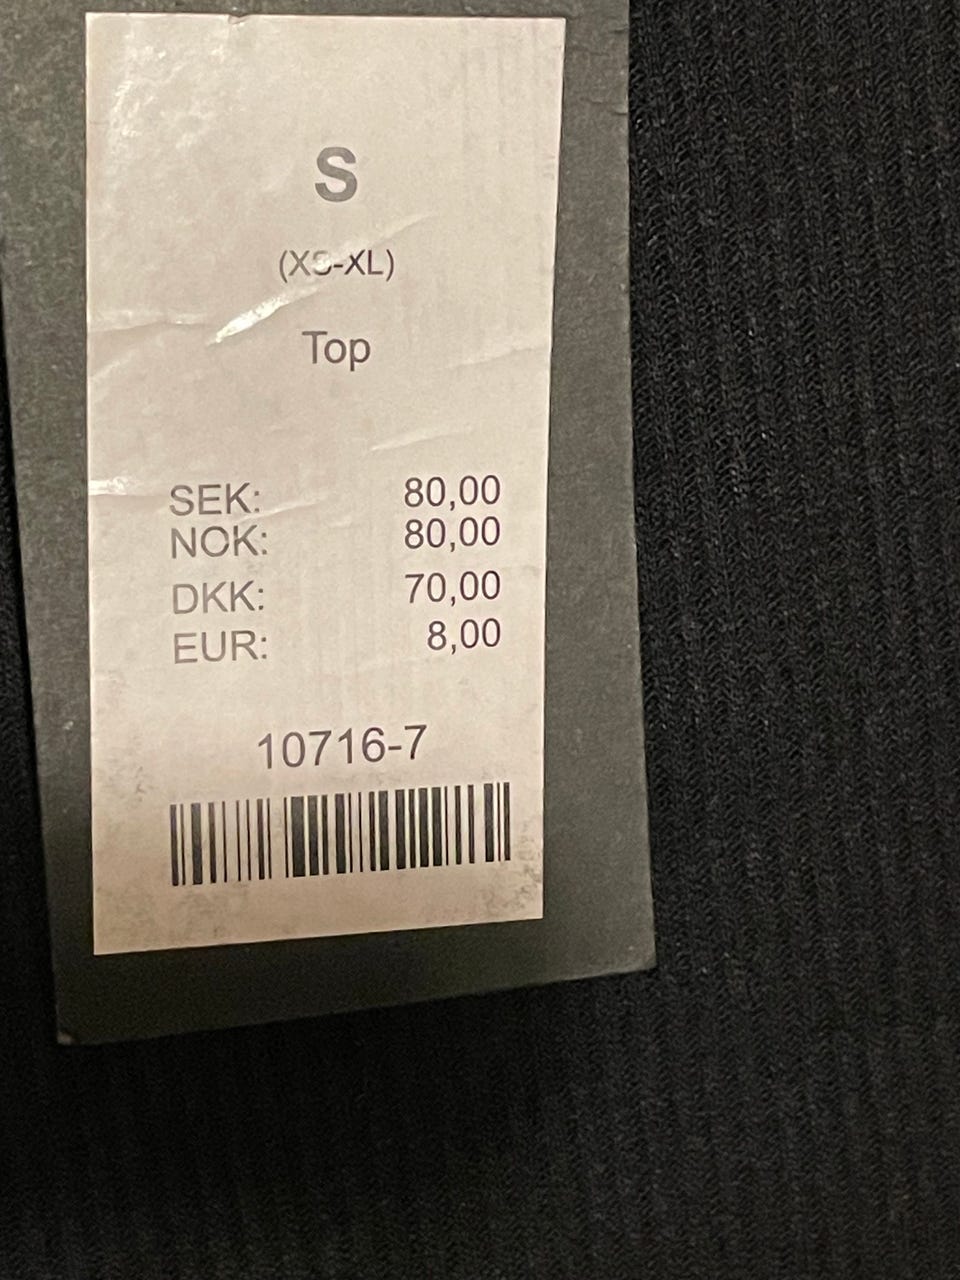 S
(XS-XL)
Top
SEK: 80,00
NOK: 80,00
DKK: 70,00
EUR: 8,00
10716-7